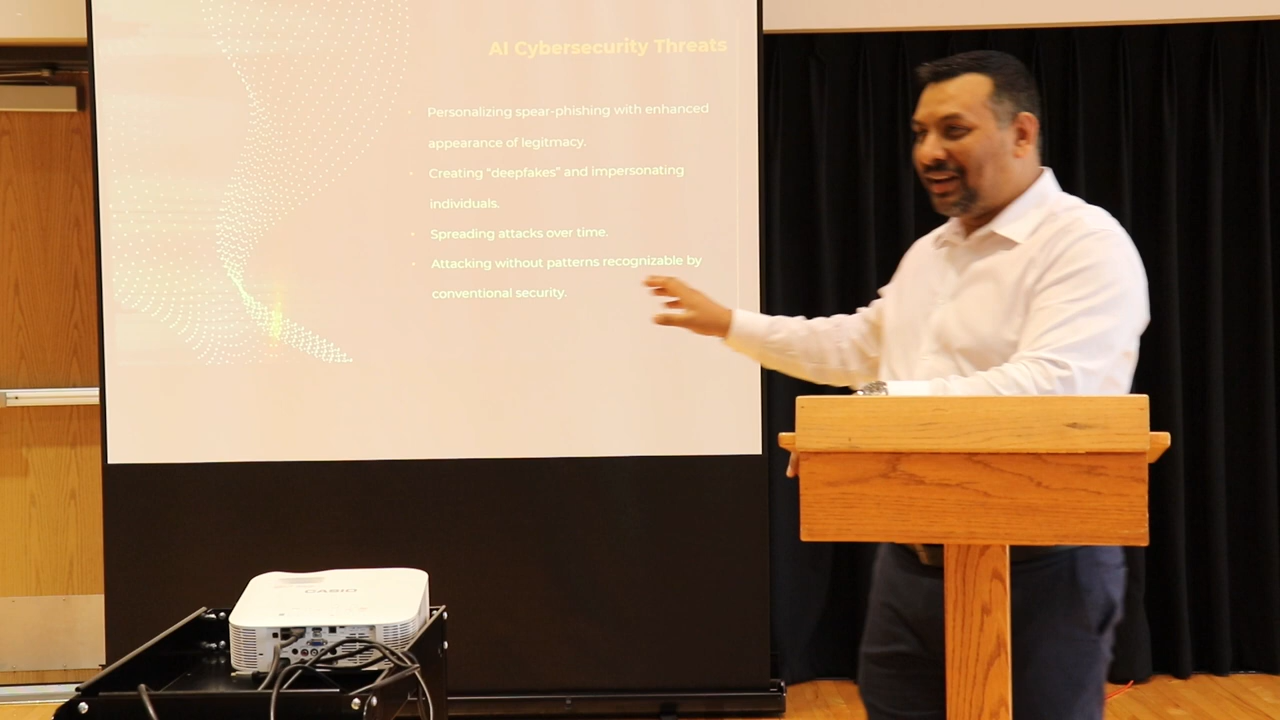 AI Cybersecurity Threats
Personalizing spear-phishing with enhanced
appearance of legitmacy.
Creating "deepfakes" and impersonating
individuals.
Spreading attacks over time.
Attacking without patterns recognizable by
conventional security.
CASIO